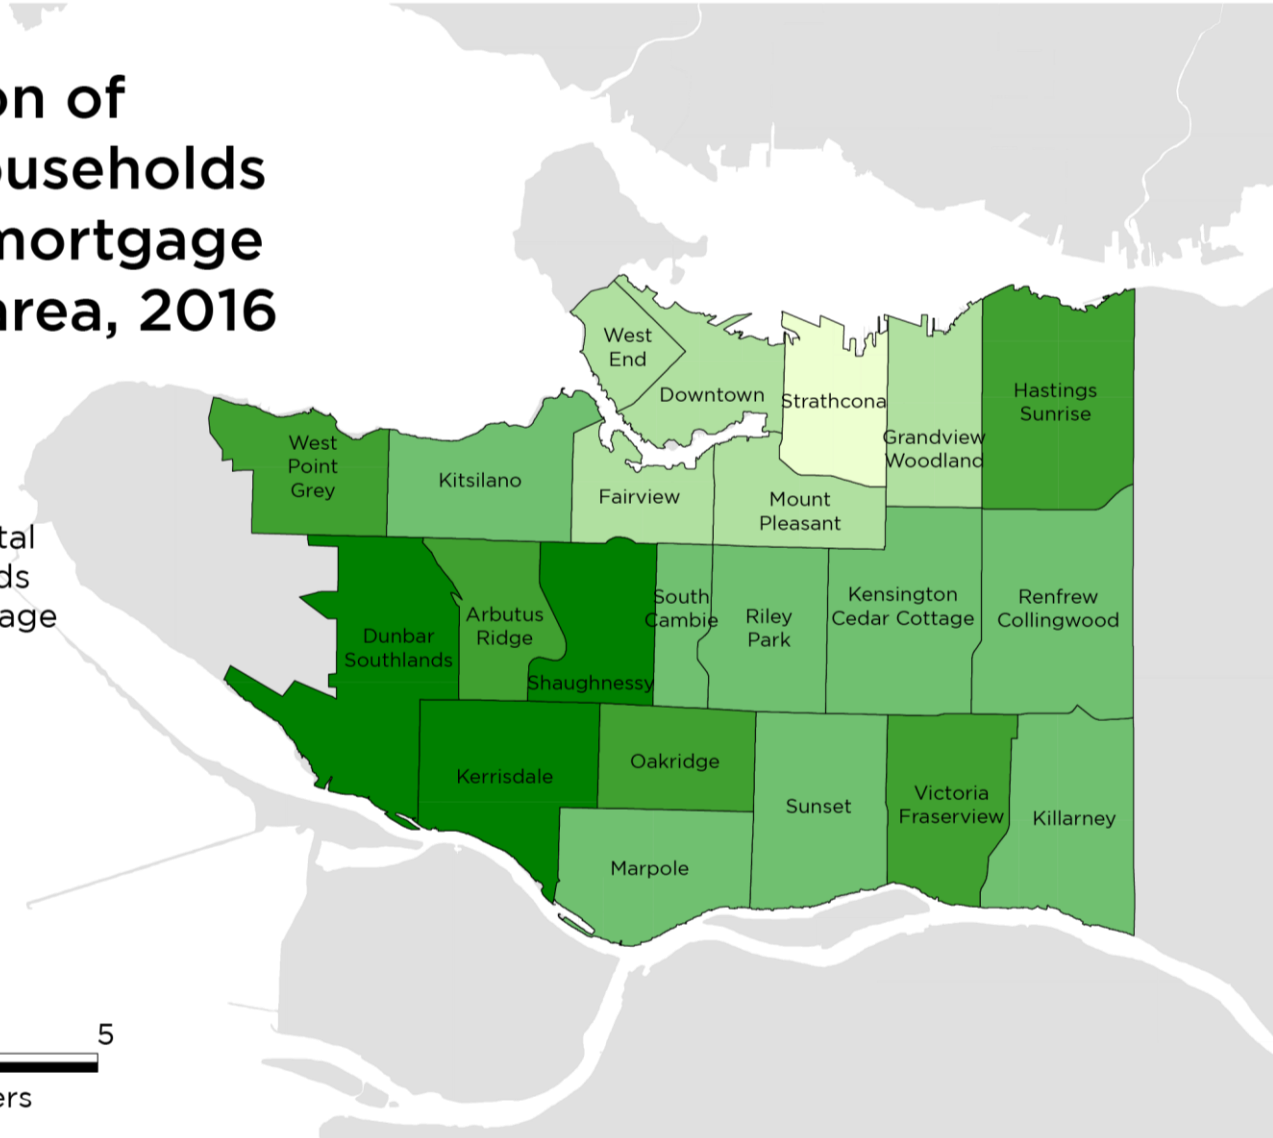 on of
ouseholds
mortgage
area, 2016
tal
ds
age
5
ers
West
End
Downtown
Strathcona
Hastings
Sunrise
Grandview
Woodland
West
Point
Grey
Kitsilano
Fairview
Mount
Pleasant
Dunbar
Southlands
Arbutus
Ridge
Shaughnessy
South
Cambie
Riley
Park
Kensington
Cedar Cottage
Renfrew
Collingwood
Kerrisdale
Oakridge
Marpole
Sunset
Victoria
Fraserview
Killarney